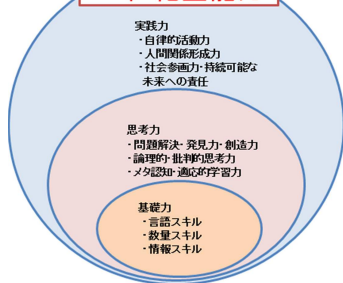 実践力
・自律的活動力
・人間関係形成力
・社会参画力・持続可能な
未来への責任
思考力
・問題解決・発見力・創造力
・論理的・批判的思考力
・メタ認知・適応的学習力
基礎力
・言語スキル
・数量スキル
・情報スキル